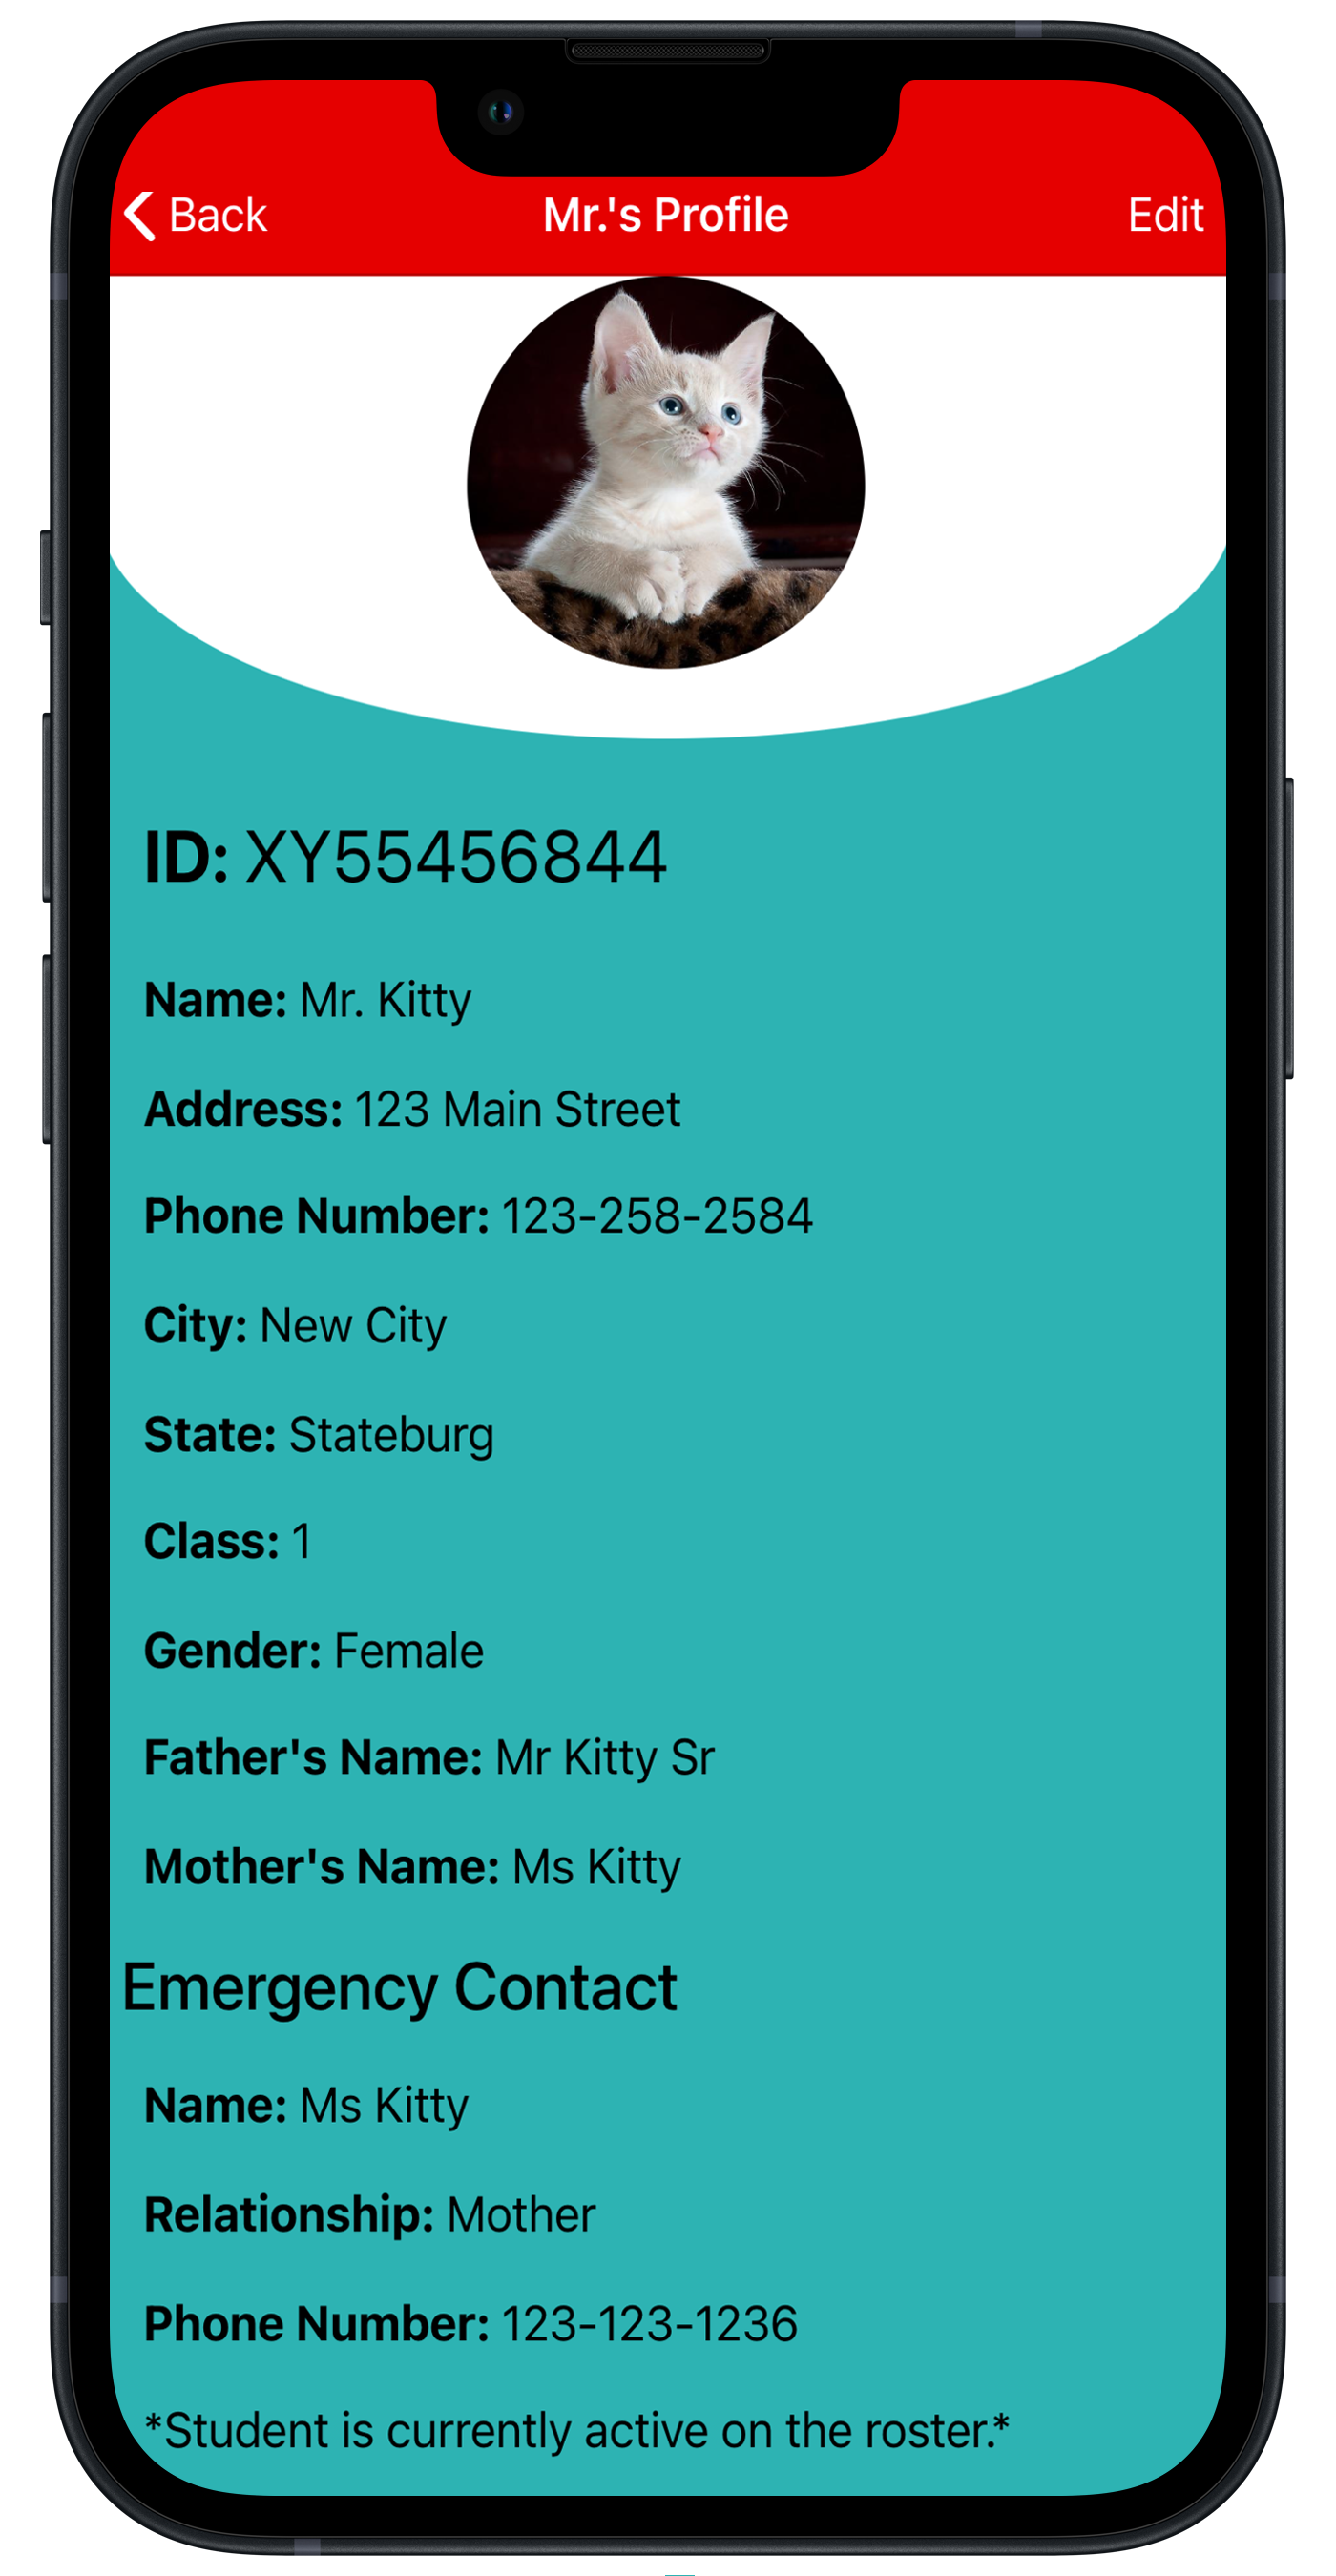 Back Mr.'s Profile Edit
ID: XY55456844
Name: Mr. Kitty
Address: 123 Main Street
Phone Number: 123-258-2584
City: New City
State: Stateburg
Class: 1
Gender: Female
Father's Name: Mr Kitty Sr
Mother's Name: Ms Kitty
Emergency Contact
Name: Ms Kitty
Relationship: Mother
Phone Number: 123-123-1236
*Student is currently active on the roster.*